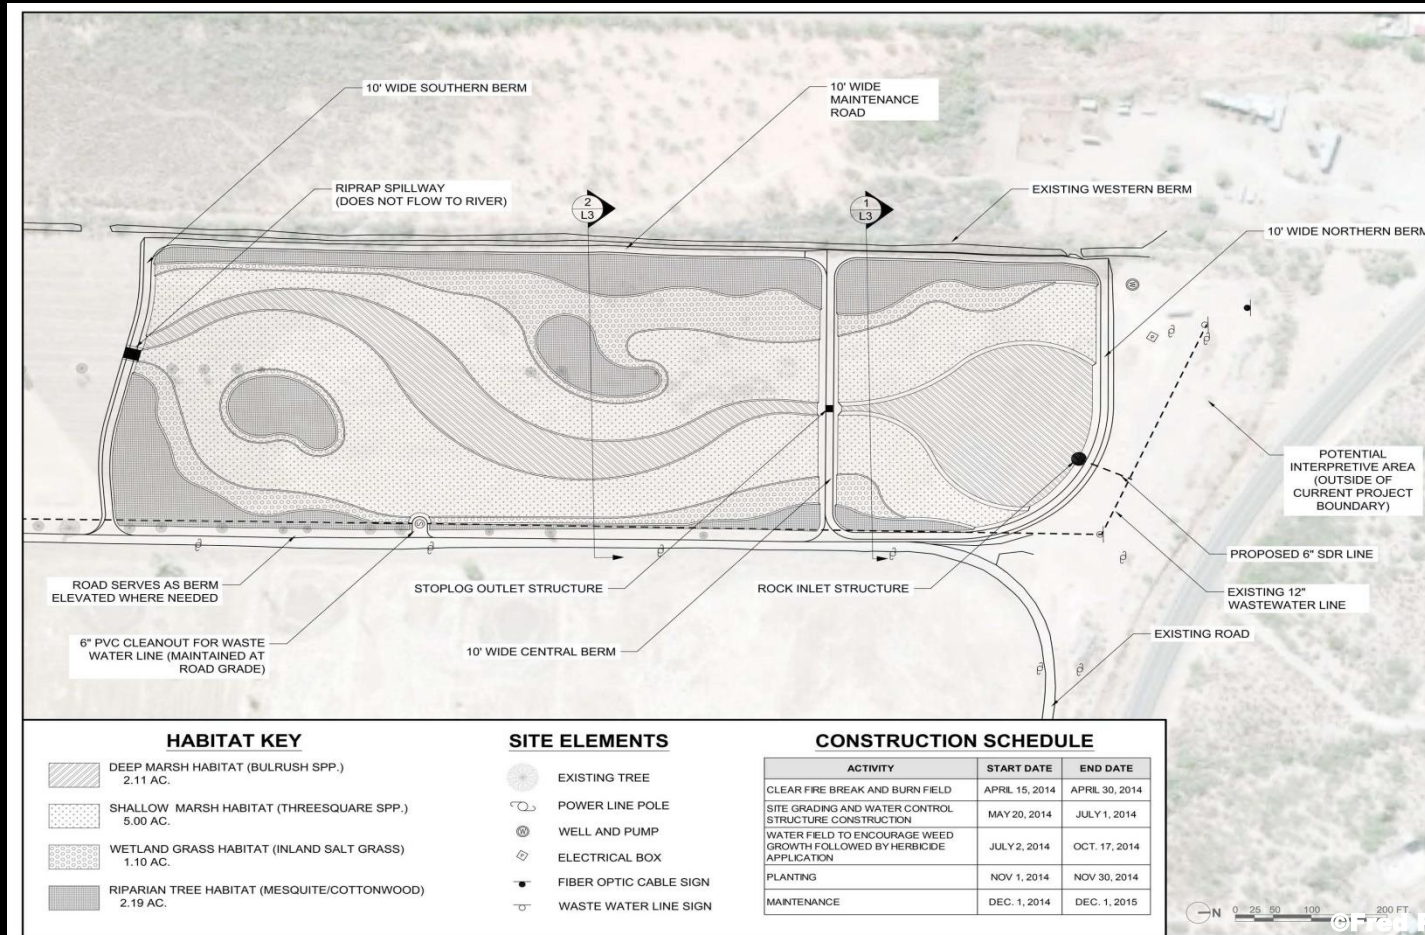 10' WIDE SOUTHERN BERM
10' WIDE
MAINTENANCE
ROAD
RIPRAP SPILLWAY
(DOES NOT FLOW TO RIVER)
2
L3
1
L3
EXISTING WESTERN BERM
10' WIDE NORTHERN BERM
W
POTENTIAL
INTERPRETIVE AREA
(OUTSIDE OF
CURRENT PROJECT
BOUNDARY)
PROPOSED 6" SDR LINE
ROAD SERVES AS BERM
ELEVATED WHERE NEEDED
STOPLOG OUTLET STRUCTURE
ROCK INLET STRUCTURE
EXISTING 12"
WASTEWATER LINE
6" PVC CLEANOUT FOR WASTE
WATER LINE (MAINTAINED AT
ROAD GRADE)
10' WIDE CENTRAL BERM
EXISTING ROAD
HABITAT KEY
DEEP MARSH HABITAT (BULRUSH SPP.)
2.11 AC.
SHALLOW MARSH HABITAT (THREESQUARE SPP.)
5.00 AC.
WETLAND GRASS HABITAT (INLAND SALT GRASS)
1.10 AC.
RIPARIAN TREE HABITAT (MESQUITE/COTTONWOOD)
2.19 AC.
SITE ELEMENTS
EXISTING TREE
POWER LINE POLE
W WELL AND PUMP
ELECTRICAL BOX
FIBER OPTIC CABLE SIGN
WASTE WATER LINE SIGN
CONSTRUCTION SCHEDULE
ACTIVITY START DATE END DATE
CLEAR FIRE BREAK AND BURN FIELD APRIL 15, 2014 APRIL 30, 2014
SITE GRADING AND WATER CONTROL
STRUCTURE CONSTRUCTION MAY 20, 2014 JULY 1, 2014
WATER FIELD TO ENCOURAGE WEED
GROWTH FOLLOWED BY HERBICIDE
APPLICATION JULY 2, 2014 OCT. 17, 2014
PLANTING NOV 1, 2014 NOV 30, 2014
MAINTENANCE DEC. 1, 2014 DEC. 1, 2015
N 0 25 50 100 200 FT.
©Fred